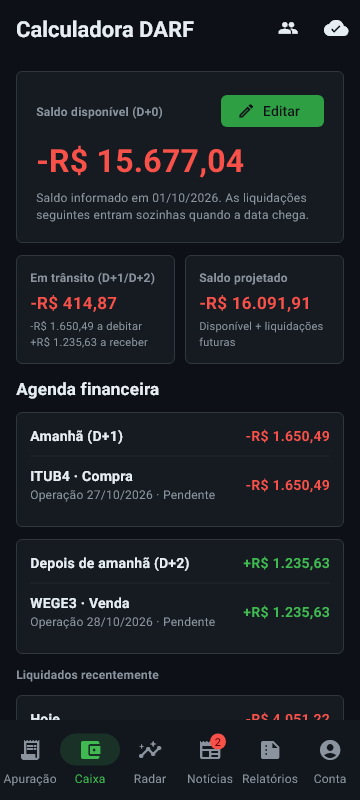 Calculadora DARF
Saldo disponível (D+0)
Editar
-R$ 15.677,04
Saldo informado em 01/10/2026. As liquidações
seguintes entram sozinhas quando a data chega.
Em trânsito (D+1/D+2)
-R$ 414,87
-R$ 1.650,49 a debitar
+R$ 1.235,63 a receber
Saldo projetado
-R$ 16.091,91
Disponível + liquidações
futuras
Agenda financeira
Amanhã (D+1)
-R$ 1.650,49
ITUB4 · Compra
Operação 27/10/2026 · Pendente
-R$ 1.650,49
Depois de amanhã (D+2)
+R$ 1.235,63
WEGE3 · Venda
Operação 28/10/2026 · Pendente
+R$ 1.235,63
Liquidados recentemente
Hoje
-R$ 4.051,22
2
Apuração
Caixa
Radar
Notícias
Relatórios
Conta